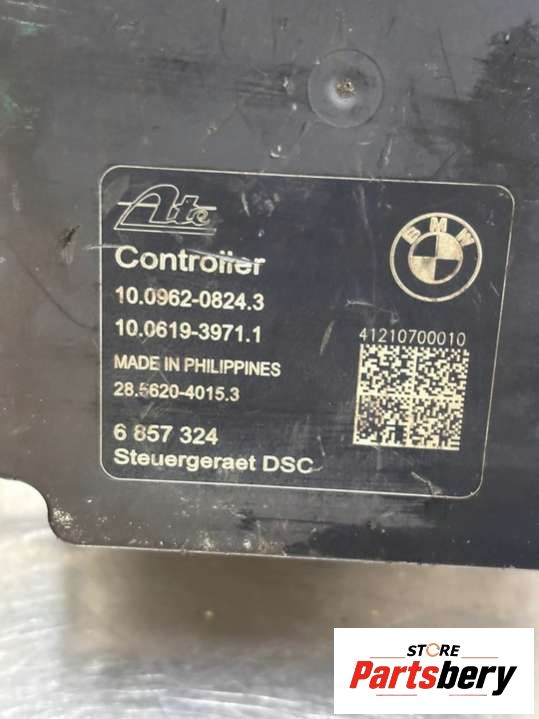 Ate
BMW
Controller
10.0962-0824.3
10.0619-3971.1
41210700010
MADE IN PHILIPPINES
28.5620-4015.3
6 857 324
Steuergeraet DSC
STORE
Partsbery